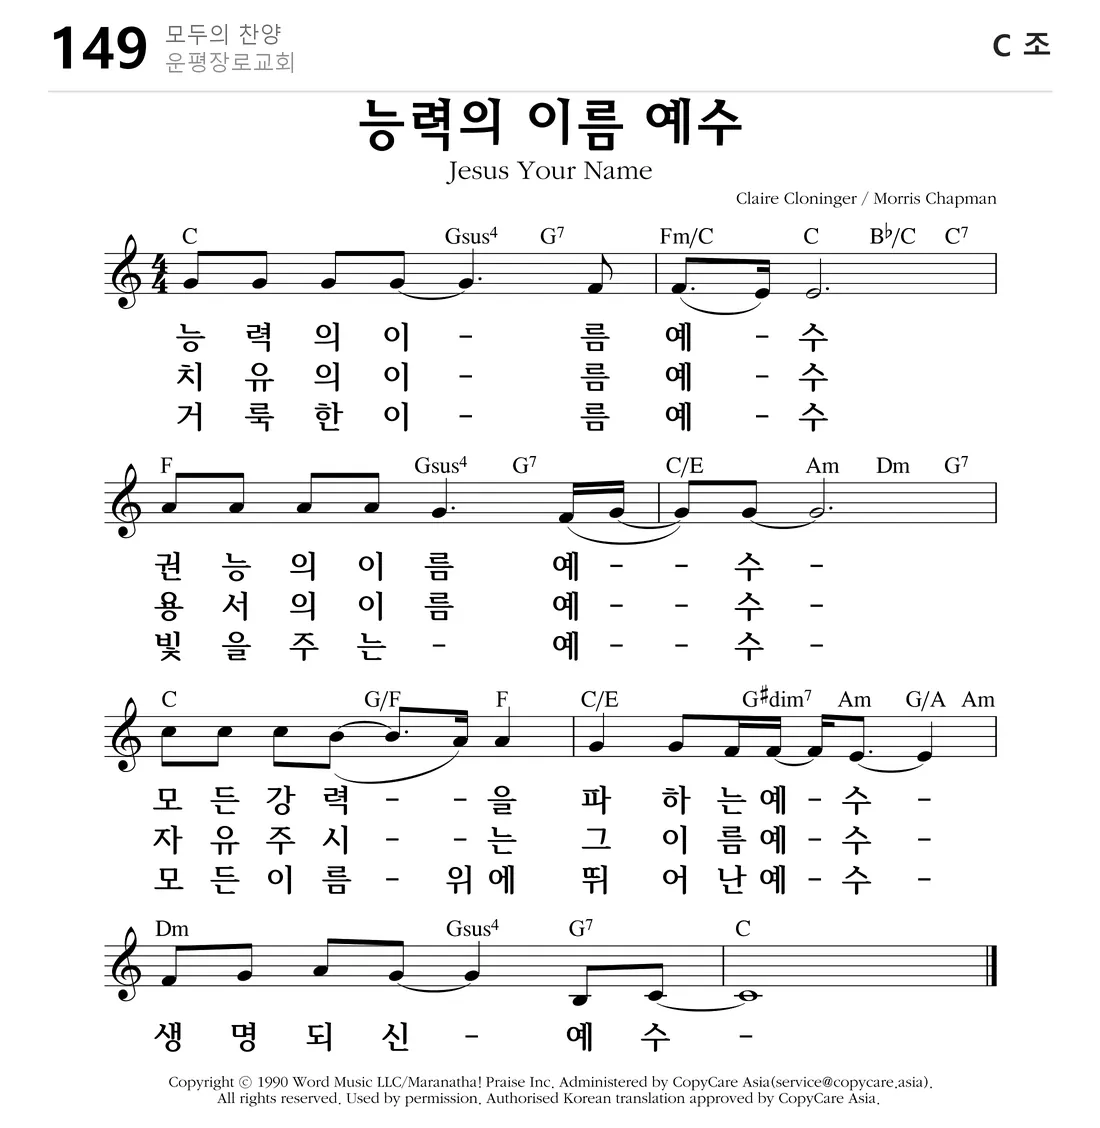 149 모두의 찬양
운평장로교회
C 조
능력의 이름 예수
Jesus Your Name
Claire Cloninger / Morris Chapman
C Gsus4 G7 Fm/C C B♭/C C7
능 력 의 이 - 름 예 - 수
치 유 의 이 - 름 예 - 수
거 룩 한 이 - 름 예 - 수
F Gsus4 G7 C/E Am Dm G7
권 능 의 이 름 예 - - 수 -
용 서 의 이 름 예 - - 수 -
빛 을 주 는 - 예 - - 수 -
C G/F F C/E G#dim7 Am G/A Am
모 든 강 력 - - 을 파 하 는 예 - 수 -
자 유 주 시 - - 는 그 이 름 예 - 수 -
모 든 이 름 - 위 에 뛰 어 난 예 - 수 -
Dm Gsus4 G7 C
생 명 되 신 - 예 수 -
Copyright ⓒ 1990 Word Music LLC/Maranatha! Praise Inc. Administered by CopyCare Asia(service@copycare.asia).
All rights reserved. Used by permission. Authorised Korean translation approved by CopyCare Asia.